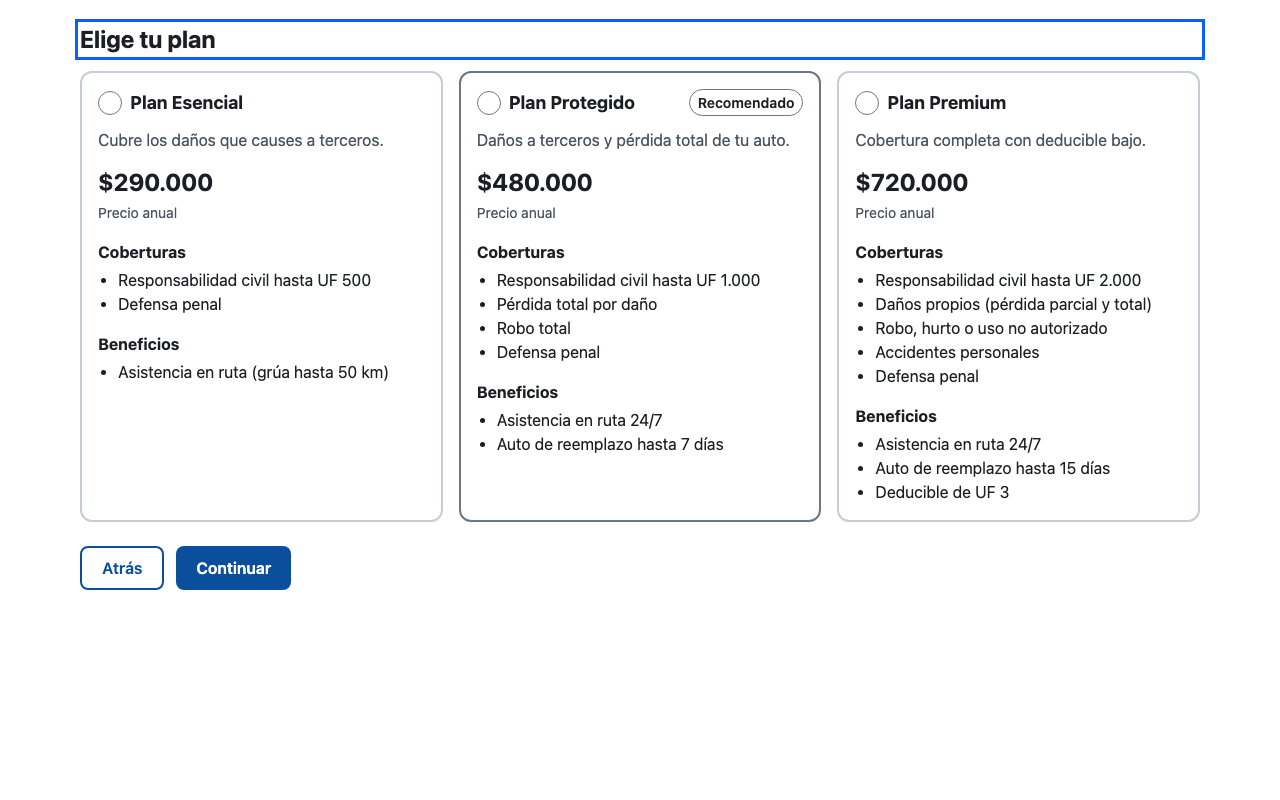 Elige tu plan
Plan Esencial
Cubre los daños que causes a terceros.
$290.000
Precio anual
Coberturas
Responsabilidad civil hasta UF 500
Defensa penal
Beneficios
Asistencia en ruta (grúa hasta 50 km)
Plan Protegido
Recomendado
Daños a terceros y pérdida total de tu auto.
$480.000
Precio anual
Coberturas
Responsabilidad civil hasta UF 1.000
Pérdida total por daño
Robo total
Defensa penal
Beneficios
Asistencia en ruta 24/7
Auto de reemplazo hasta 7 días
Plan Premium
Cobertura completa con deducible bajo.
$720.000
Precio anual
Coberturas
Responsabilidad civil hasta UF 2.000
Daños propios (pérdida parcial y total)
Robo, hurto o uso no autorizado
Accidentes personales
Defensa penal
Beneficios
Asistencia en ruta 24/7
Auto de reemplazo hasta 15 días
Deducible de UF 3
Atrás
Continuar